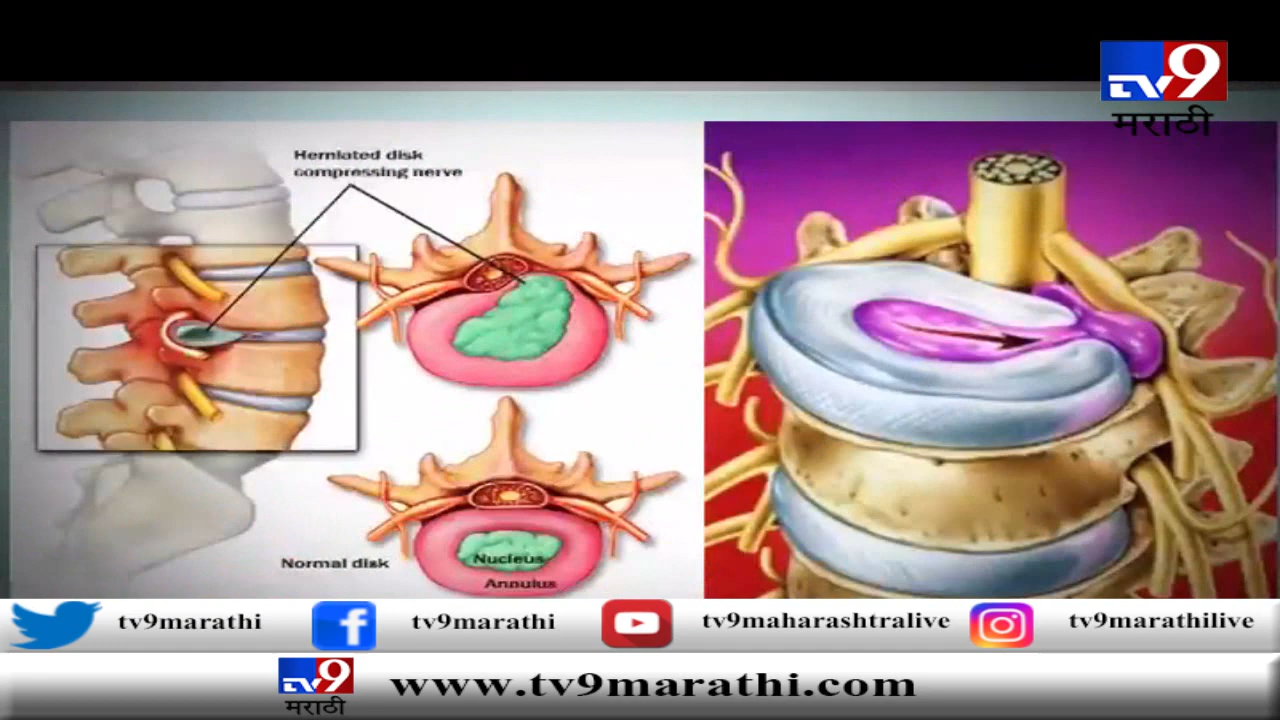 TV9
मराठी
Herniated disk
compressing nerve
Normal disk
Nucleus
Annulus
tv9marathi
tv9marathi
tv9maharashtralive
tv9marathilive
TV9
मराठी
www.tv9marathi.com